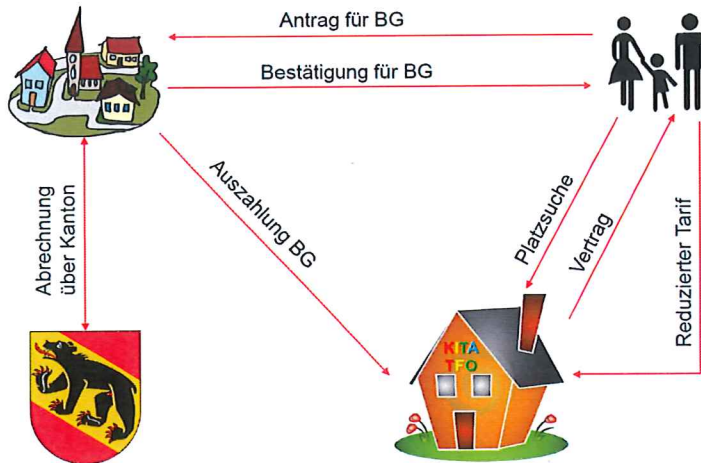 Antrag für BG
Bestätigung für BG
Auszahlung BG
Abrechnung
über Kanton
Platzsuche
Vertrag
Reduzierter Tarif
KITA
TFO